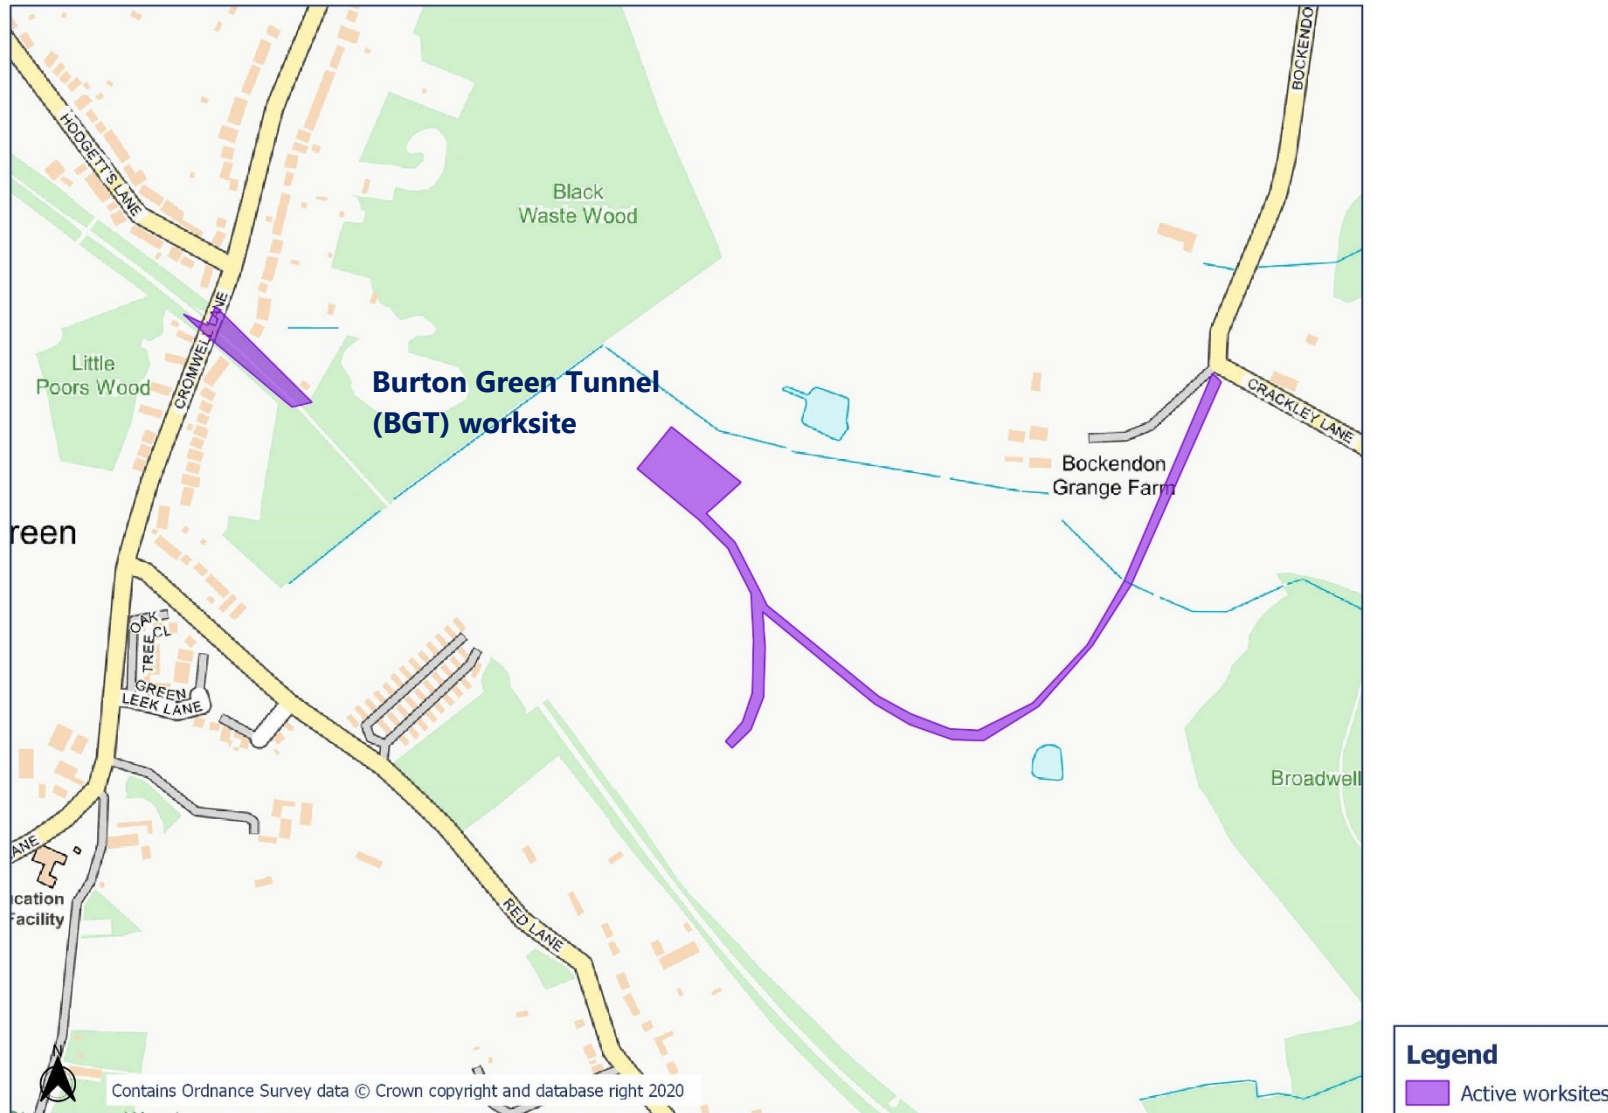 BOCKENDO
HODGETT'S LANE
Black
Waste Wood
CROMWELL LANE
Little
Poors Wood
Burton Green Tunnel
(BGT) worksite
CRACKLEY LANE
Bockendon
Grange Farm
reen
OAK
TREE
CL
GREEN
LEEK LANE
Broadwell
ANE
ication
Facility
RED LANE
N
Contains Ordnance Survey data © Crown copyright and database right 2020
Legend
Active worksites